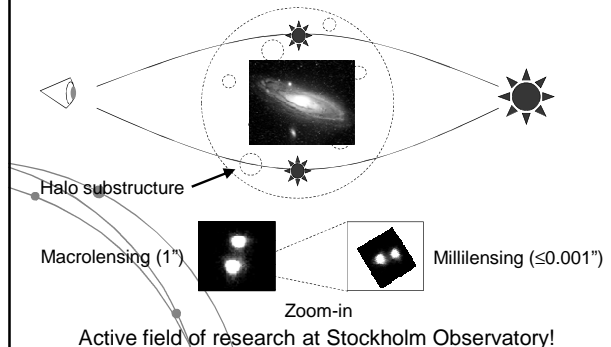 Halo substructure
Macrolensing (1”)
Millilensing (≤0.001”)
Zoom-in
Active field of research at Stockholm Observatory!